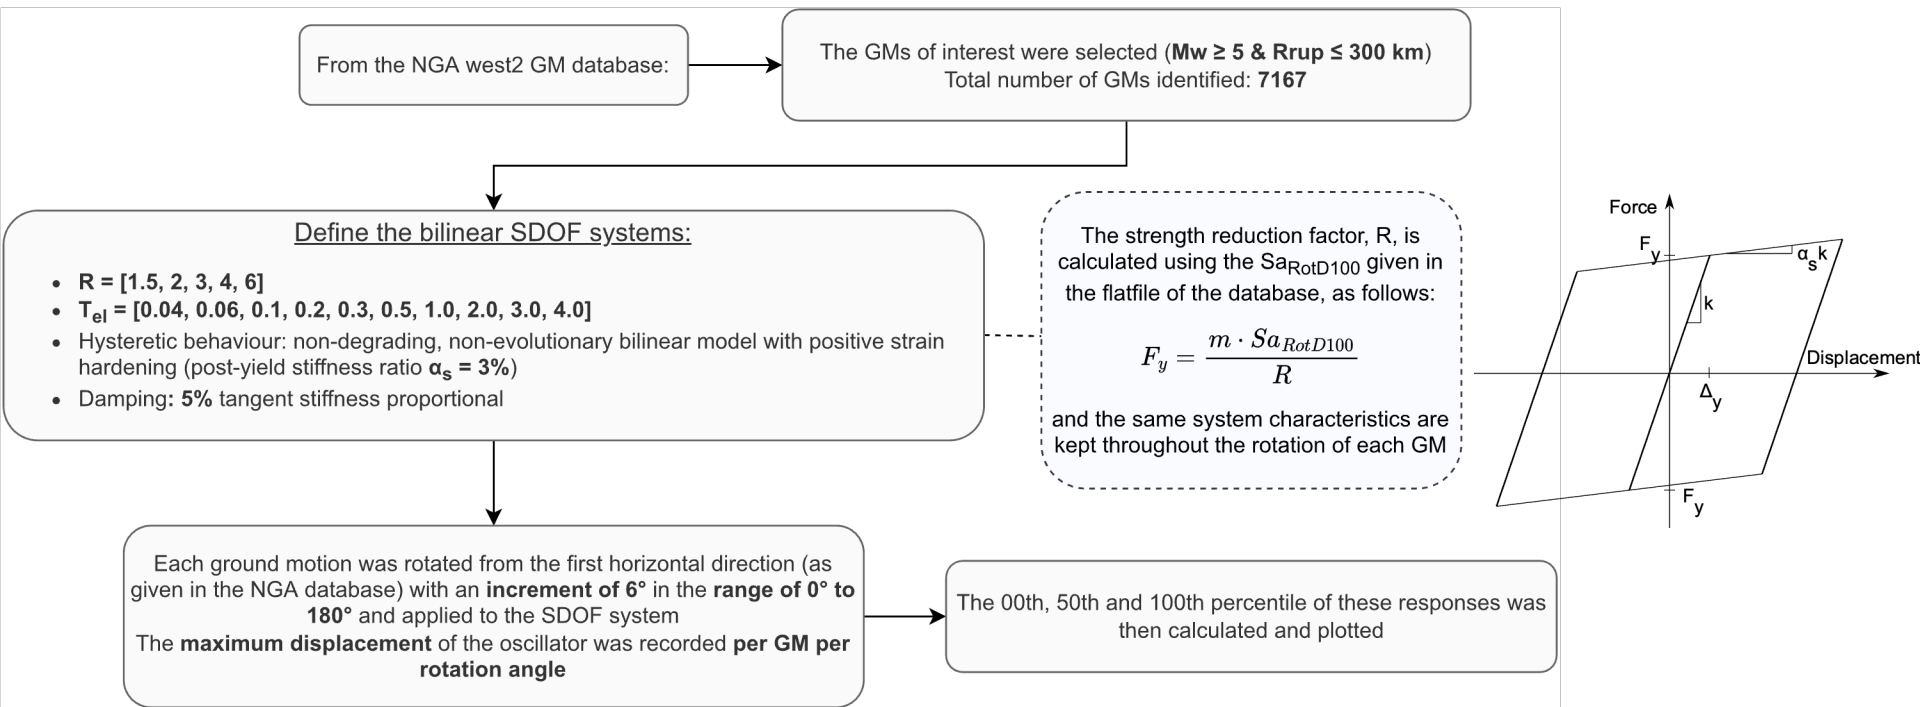 From the NGA west2 GM database:
The GMs of interest were selected (Mw ≥ 5 & Rrup ≤ 300 km)
Total number of GMs identified: 7167
Define the bilinear SDOF systems:
• R = [1.5, 2, 3, 4, 6]
• Tel = [0.04, 0.06, 0.1, 0.2, 0.3, 0.5, 1.0, 2.0, 3.0, 4.0]
• Hysteretic behaviour: non-degrading, non-evolutionary bilinear model with positive strain
hardening (post-yield stiffness ratio αs = 3%)
• Damping: 5% tangent stiffness proportional
The strength reduction factor, R, is
calculated using the SaRotD100 given in
the flatfile of the database, as follows:
Fy = m · SaRotD100 / R
and the same system characteristics are
kept throughout the rotation of each GM
Force
Fy
αsk
k
Displacement
Δy
Fy
Each ground motion was rotated from the first horizontal direction (as
given in the NGA database) with an increment of 6° in the range of 0° to
180° and applied to the SDOF system
The maximum displacement of the oscillator was recorded per GM per
rotation angle
The 00th, 50th and 100th percentile of these responses was
then calculated and plotted